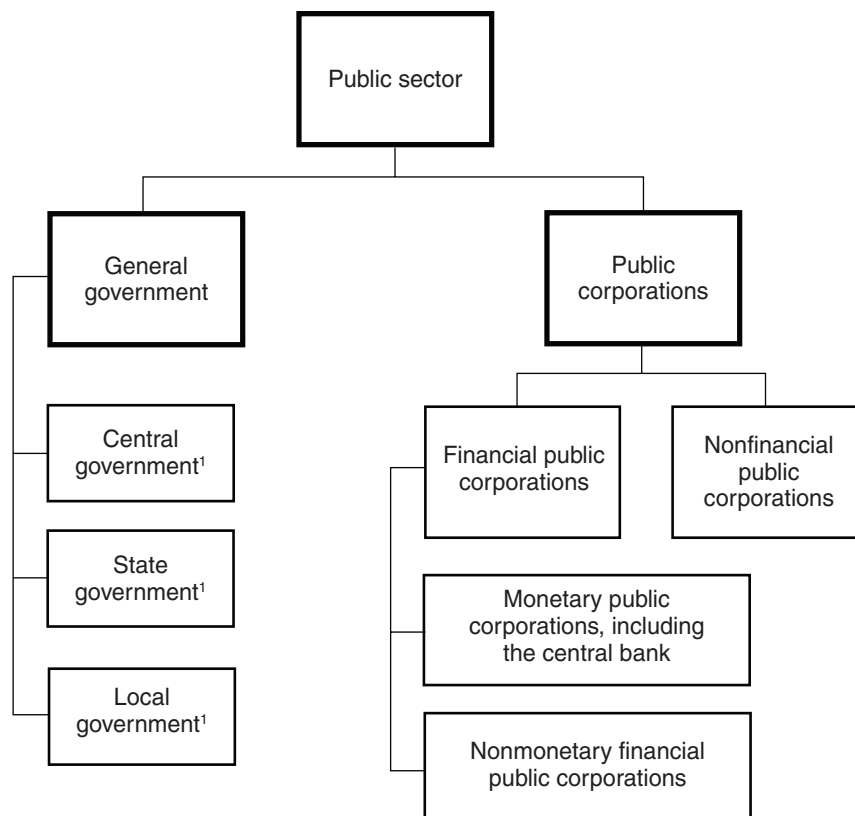 Public sector
General
government
Public
corporations
Central
government¹
State
government¹
Local
government¹
Financial public
corporations
Nonfinancial
public
corporations
Monetary public
corporations, including
the central bank
Nonmonetary financial
public corporations